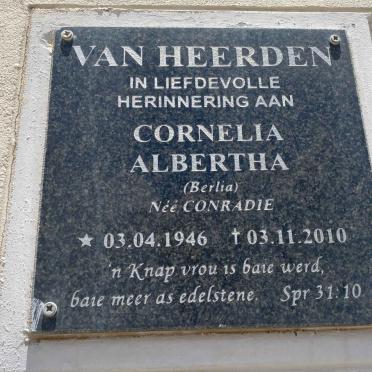 VAN HEERDEN
IN LIEFDEVOLLE
HERINNERING AAN
CORNELIA
ALBERTHA
(Berlia)
Néé CONRADIE
★ 03.04.1946 ✝ 03.11.2010
'n Knap vrou is baie werd,
baie meer as edelstene. Spr 31:10